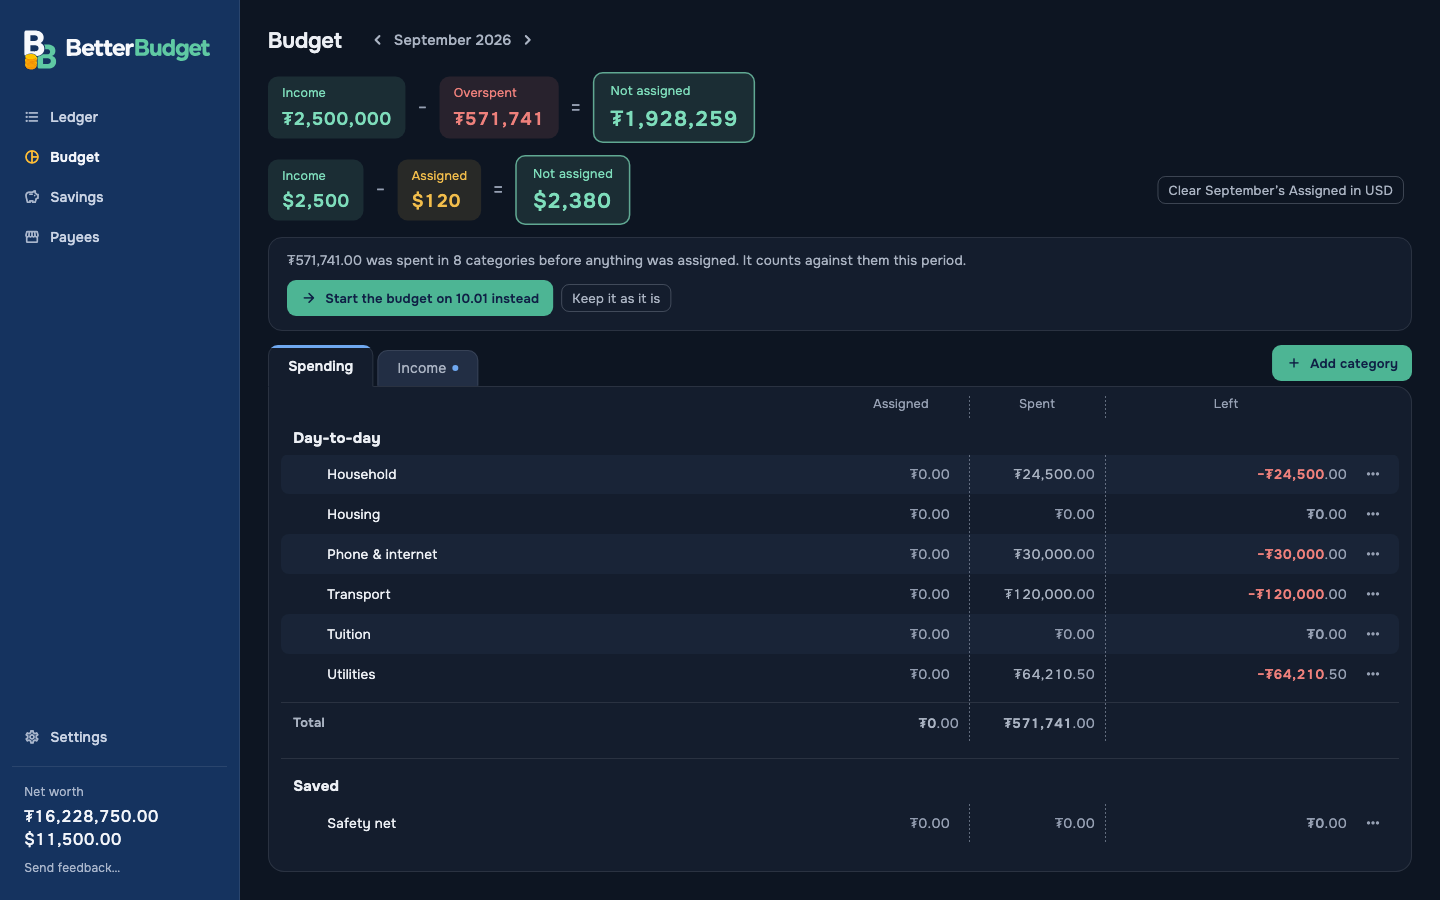 BetterBudget
Ledger
Budget
Savings
Payees
Settings
Net worth
₮16,228,750.00
$11,500.00
Send feedback...
Budget
September 2026
Income
₮2,500,000
-
Overspent
₮571,741
=
Not assigned
₮1,928,259
Income
$2,500
-
Assigned
$120
=
Not assigned
$2,380
Clear September's Assigned in USD
₮571,741.00 was spent in 8 categories before anything was assigned. It counts against them this period.
Start the budget on 10.01 instead
Keep it as it is
Spending
Income
+ Add category
Assigned Spent Left
Day-to-day
Household ₮0.00 ₮24,500.00 -₮24,500.00
Housing ₮0.00 ₮0.00 ₮0.00
Phone & internet ₮0.00 ₮30,000.00 -₮30,000.00
Transport ₮0.00 ₮120,000.00 -₮120,000.00
Tuition ₮0.00 ₮0.00 ₮0.00
Utilities ₮0.00 ₮64,210.50 -₮64,210.50
Total ₮0.00 ₮571,741.00
Saved
Safety net ₮0.00 ₮0.00 ₮0.00